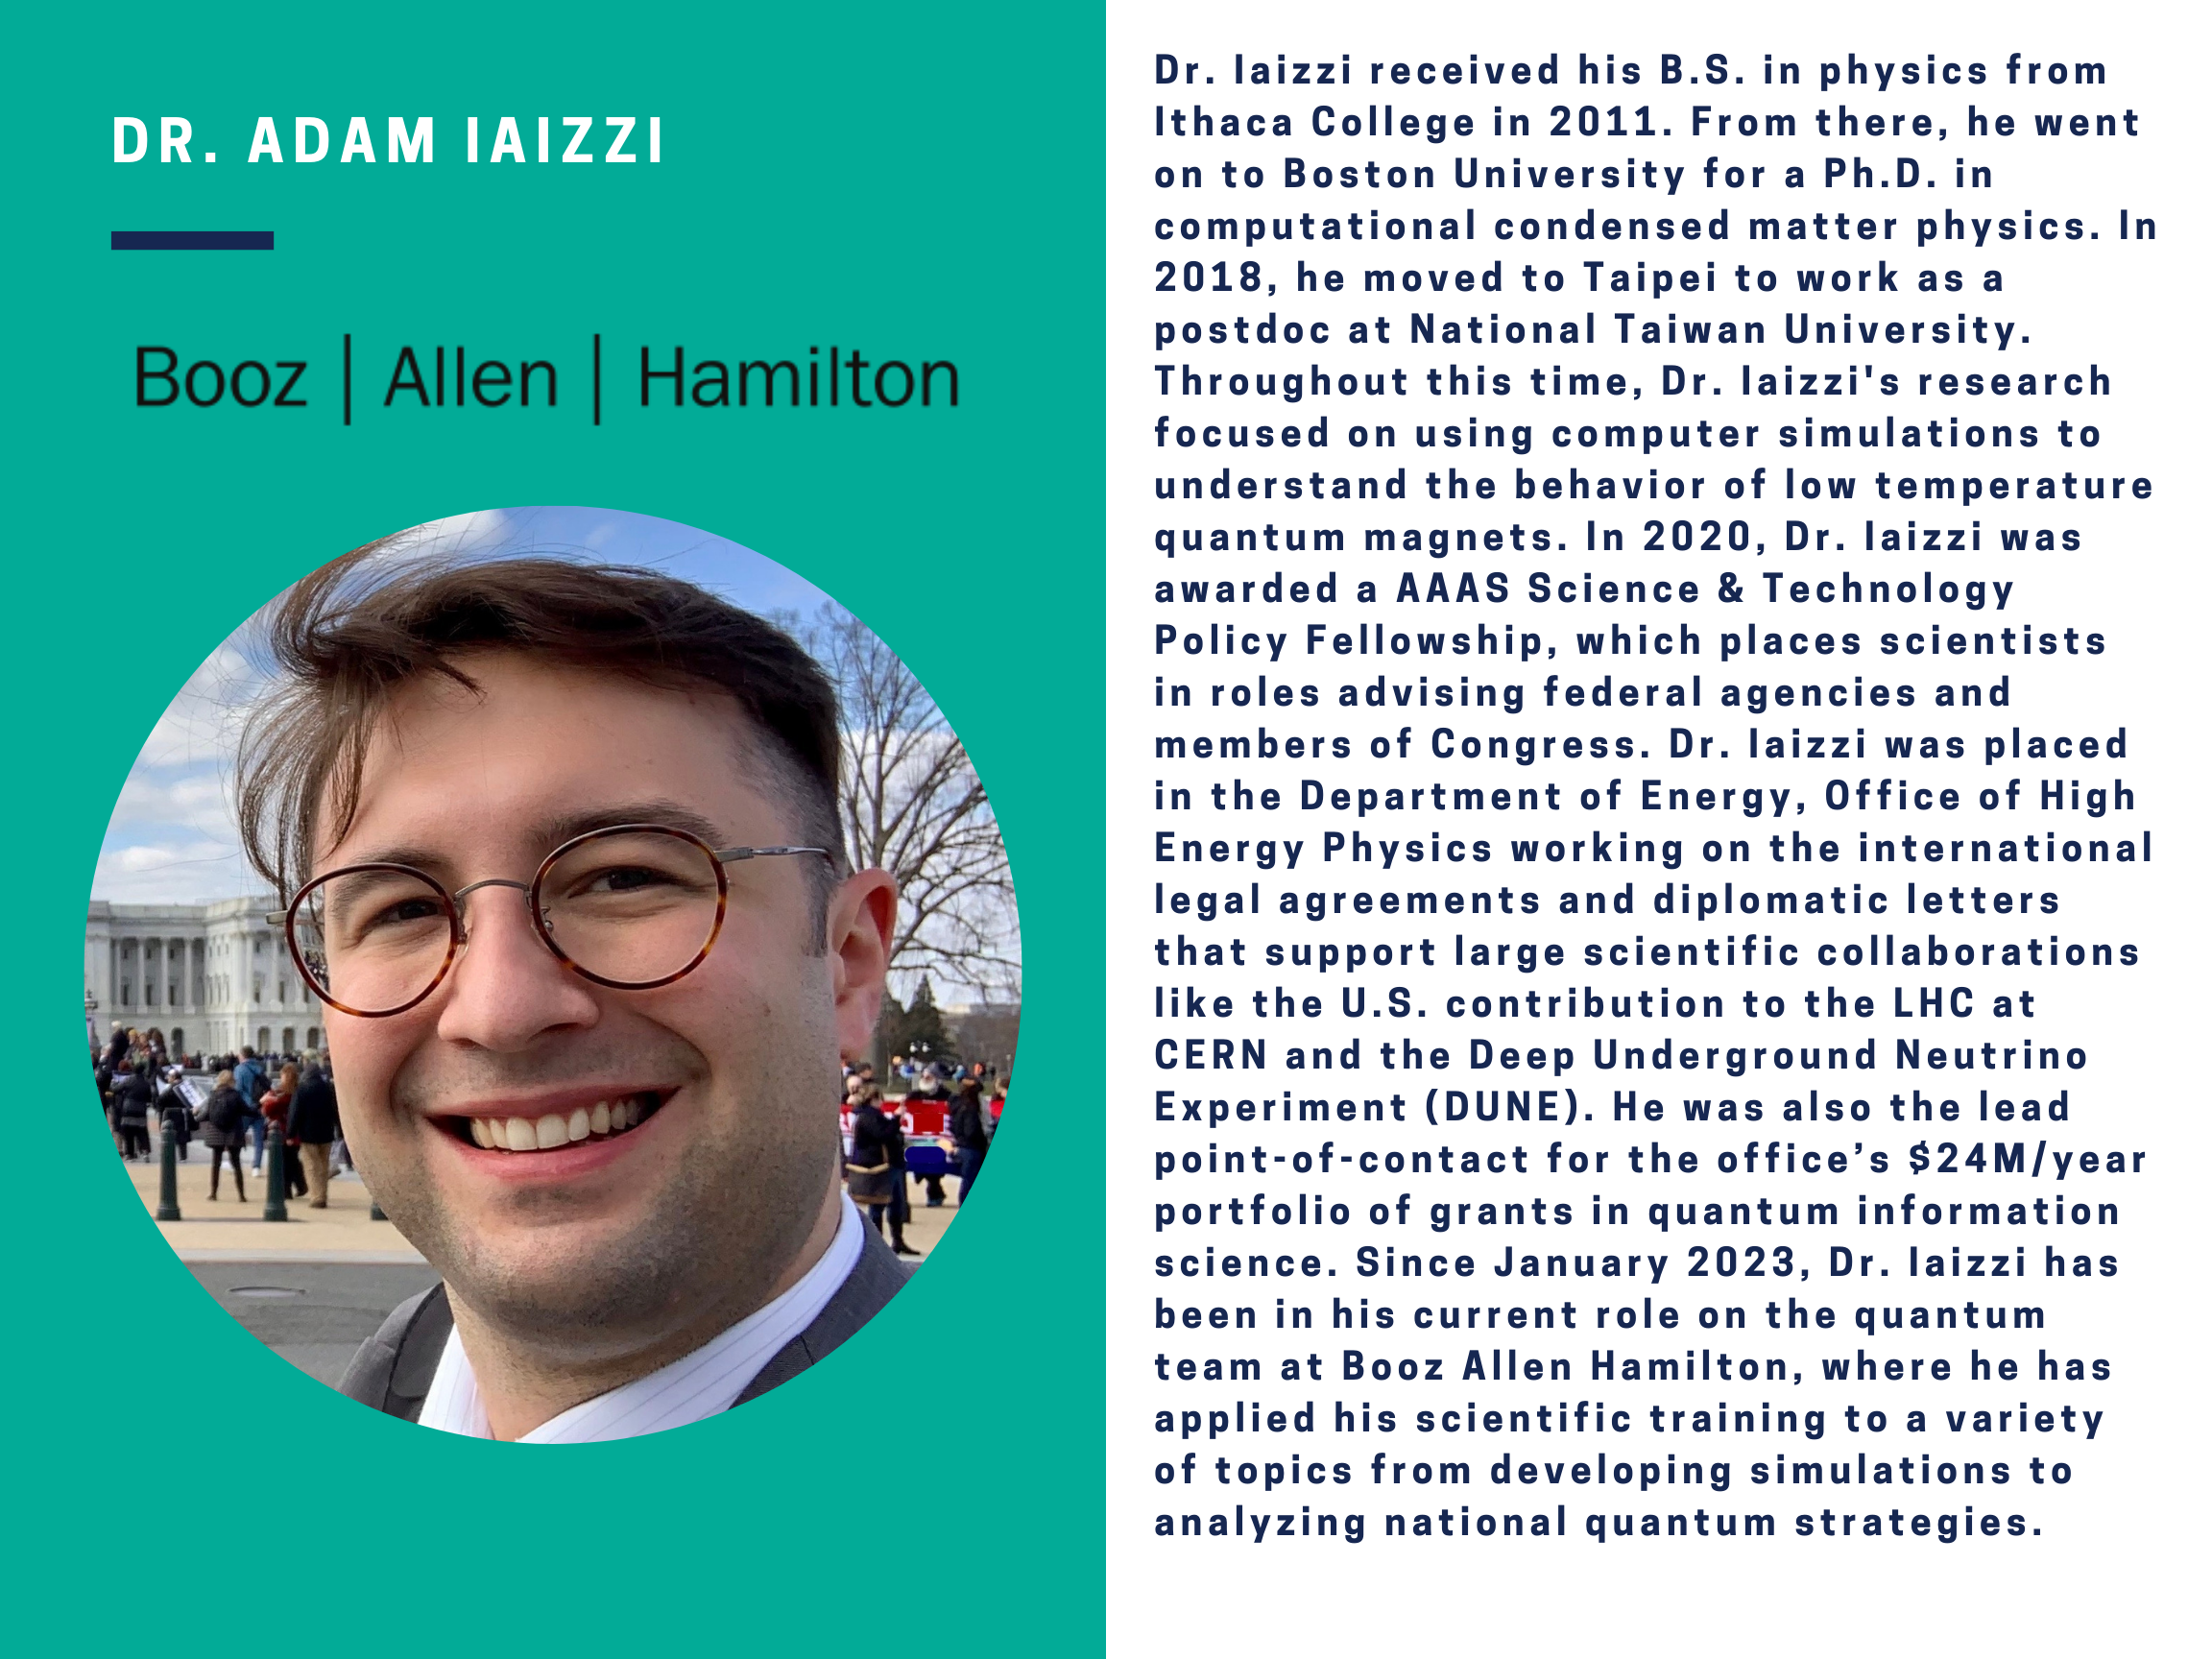 DR. ADAM IAIZZI
Booz | Allen | Hamilton
Dr. Iaizzi received his B.S. in physics from
Ithaca College in 2011. From there, he went
on to Boston University for a Ph.D. in
computational condensed matter physics. In
2018, he moved to Taipei to work as a
postdoc at National Taiwan University.
Throughout this time, Dr. Iaizzi's research
focused on using computer simulations to
understand the behavior of low temperature
quantum magnets. In 2020, Dr. Iaizzi was
awarded a AAAS Science & Technology
Policy Fellowship, which places scientists
in roles advising federal agencies and
members of Congress. Dr. Iaizzi was placed
in the Department of Energy, Office of High
Energy Physics working on the international
legal agreements and diplomatic letters
that support large scientific collaborations
like the U.S. contribution to the LHC at
CERN and the Deep Underground Neutrino
Experiment (DUNE). He was also the lead
point-of-contact for the office’s $24M/year
portfolio of grants in quantum information
science. Since January 2023, Dr. Iaizzi has
been in his current role on the quantum
team at Booz Allen Hamilton, where he has
applied his scientific training to a variety
of topics from developing simulations to
analyzing national quantum strategies.